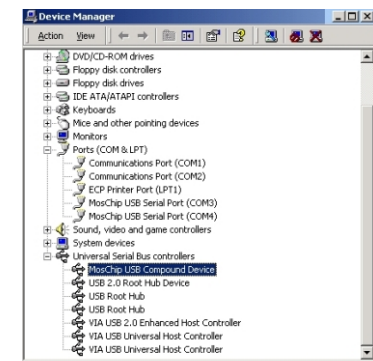 Device Manager
Action View
DVD/CD-ROM drives
Floppy disk controllers
Floppy disk drives
IDE ATA/ATAPI controllers
Keyboards
Mice and other pointing devices
Monitors
Ports (COM & LPT)
Communications Port (COM1)
Communications Port (COM2)
ECP Printer Port (LPT1)
MosChip USB Serial Port (COM3)
MosChip USB Serial Port (COM4)
Sound, video and game controllers
System devices
Universal Serial Bus controllers
MosChip USB Compound Device
USB 2.0 Root Hub Device
USB Root Hub
USB Root Hub
VIA USB 2.0 Enhanced Host Controller
VIA USB Universal Host Controller
VIA USB Universal Host Controller